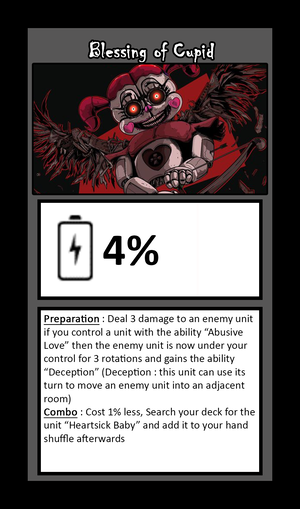 Blessing of Cupid
4%
Preparation : Deal 3 damage to an enemy unit
if you control a unit with the ability “Abusive
Love” then the enemy unit is now under your
control for 3 rotations and gains the ability
“Deception” (Deception : this unit can use its
turn to move an enemy unit into an adjacent
room)
Combo : Cost 1% less, Search your deck for the
unit “Heartsick Baby” and add it to your hand
shuffle afterwards